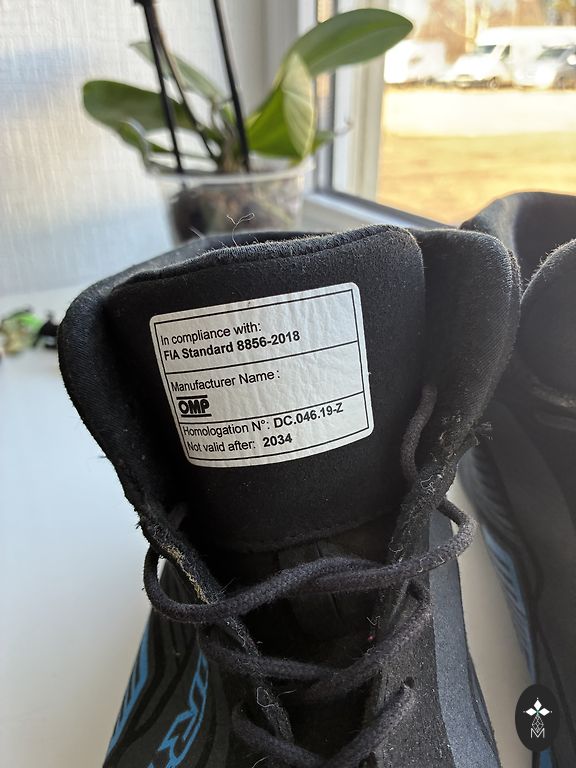 In compliance with:
FIA Standard 8856-2018
Manufacturer Name :
OMP
Homologation N°: DC.046.19-Z
Not valid after: 2034
M